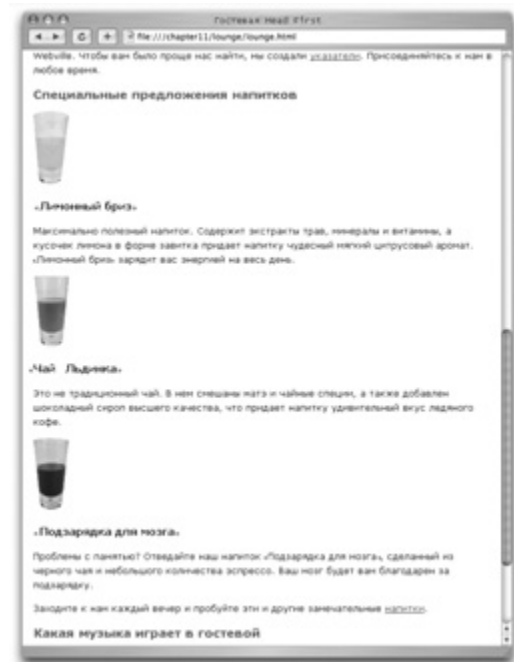 Гостевая Head First
file:///chapter11/lounge/lounge.html
Webville. Чтобы вам было проще нас найти, мы создали указатели. Присоединяйтесь к нам в
любое время.
Специальные предложения напитков
«Лимонный бриз»
Максимально полезный напиток. Содержит экстракты трав, минералы и витамины, а
кусочек лимона в форме завитка придает напитку чудесный мягкий цитрусовый аромат.
«Лимонный бриз» зарядит вас энергией на весь день.
«Чай Льдинка»
Это не традиционный чай. В нем смешаны матэ и чайные специи, а также добавлен
шоколадный сироп высшего качества, что придает напитку удивительный вкус ледяного
кофе.
«Подзарядка для мозга»
Проблемы с памятью? Отведайте наш напиток «Подзарядка для мозга», сделанный из
черного чая и небольшого количества эспрессо. Ваш мозг будет вам благодарен за
подзарядку.
Заходите к нам каждый вечер и пробуйте эти и другие замечательные напитки.
Какая музыка играет в гостевой